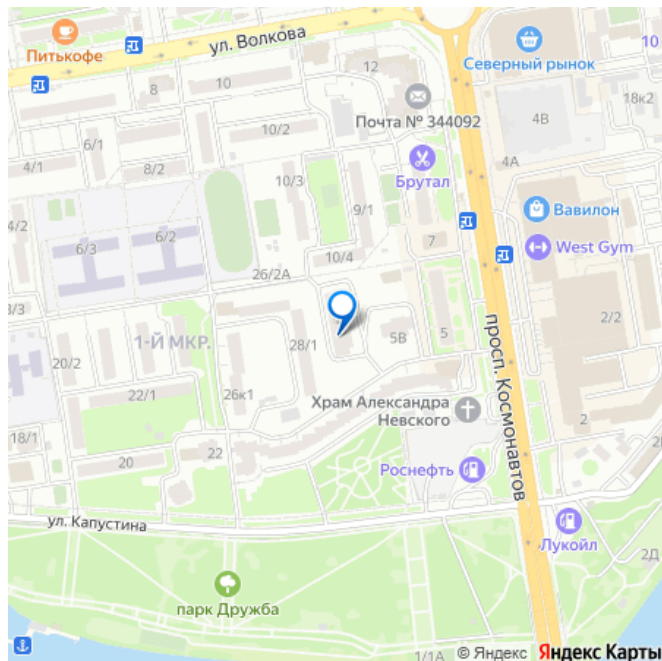 Питькофе
ул. Волкова
Северный рынок
10
12
8
10
18к2
Почта № 344092
4В
10/2
6/1
4/1
8/2
4А
10/3
Брутал
9/1
Вавилон
4/2
6/2
6/3
7
West Gym
10/4
26/2А
3/3
2/2
просп. Космонавтов
1-Й МКР.
28/1
5В
5
20/2
22/1
26к1
Храм Александра
Невского
2
18/1
22
20
Роснефть
ул. Капустина
Лукойл
2Д
парк Дружба
1/1А
© Яндекс
Яндекс Карты